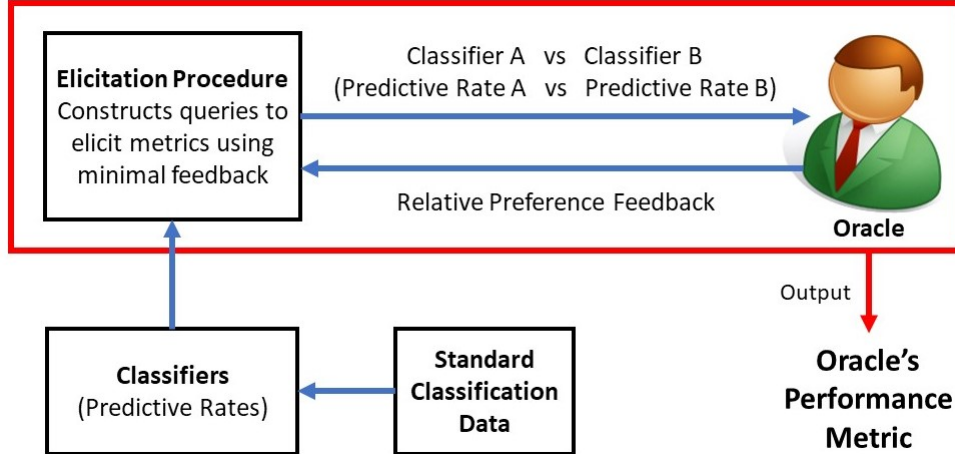 Elicitation Procedure
Constructs queries to
elicit metrics using
minimal feedback
Classifier A vs Classifier B
(Predictive Rate A vs Predictive Rate B)
Relative Preference Feedback
Oracle
Output
Classifiers
(Predictive Rates)
Standard
Classification
Data
Oracle’s
Performance
Metric